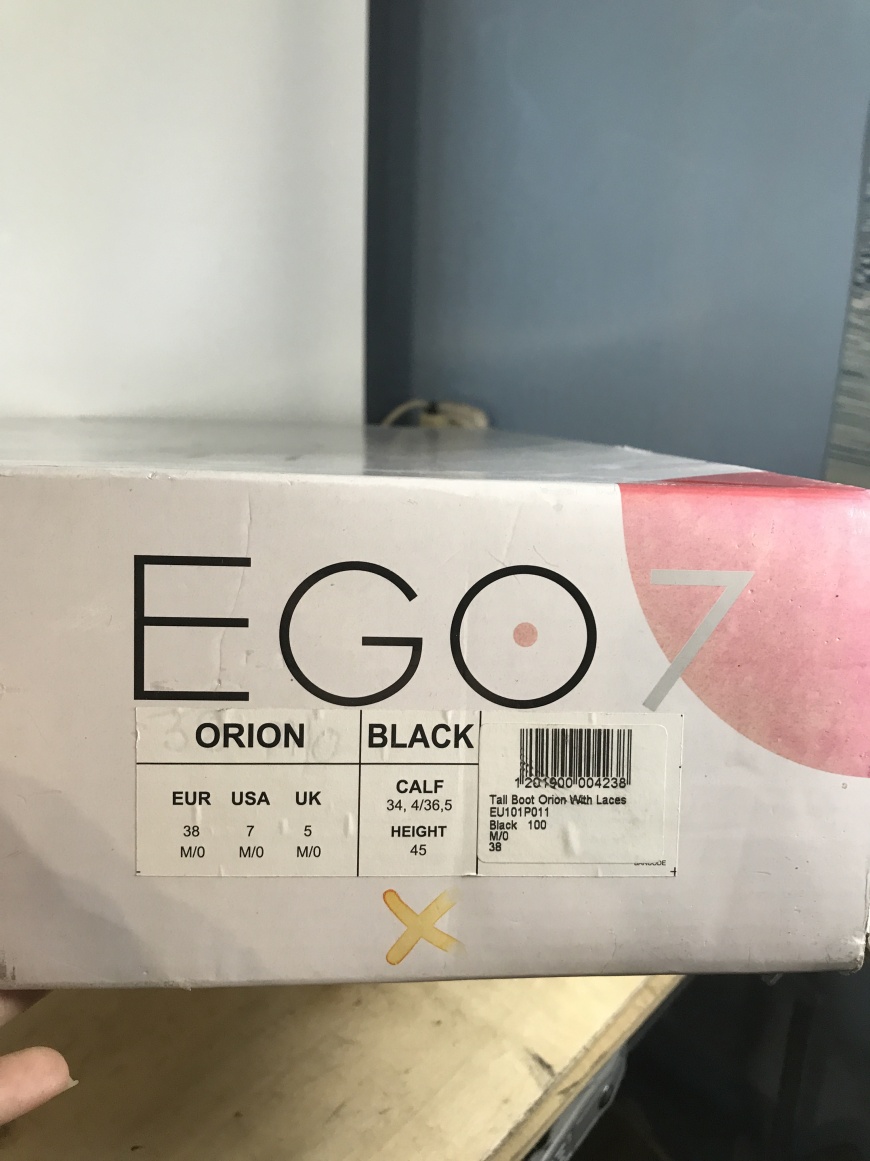 EGO7
ORION
BLACK
EUR USA UK
38 7 5
M/0 M/0 M/0
CALF
34, 4/36,5
HEIGHT
45
1 201900 004238
Tall Boot Orion With Laces
EU101P011
Black 100
M/0
38
BARCODE